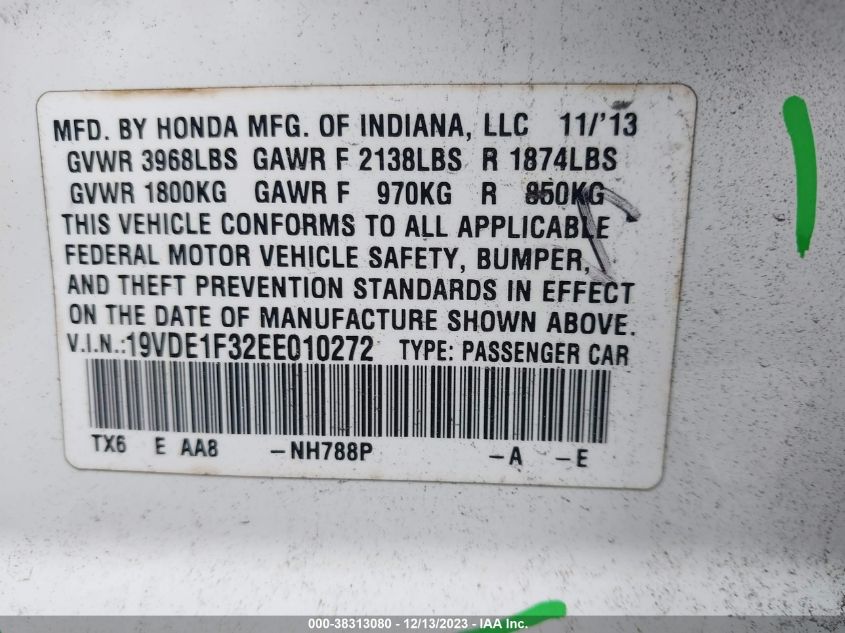 MFD. BY HONDA MFG. OF INDIANA, LLC 11/'13
GVWR 3968LBS GAWR F 2138LBS R 1874LBS
GVWR 1800KG GAWR F 970KG R 850KG
THIS VEHICLE CONFORMS TO ALL APPLICABLE
FEDERAL MOTOR VEHICLE SAFETY, BUMPER,
AND THEFT PREVENTION STANDARDS IN EFFECT
ON THE DATE OF MANUFACTURE SHOWN ABOVE.
V.I.N.:19VDE1F32EE010272 TYPE: PASSENGER CAR
TX6 E AA8 -NH788P -A -E
000-38313080 - 12/13/2023 - IAA Inc.